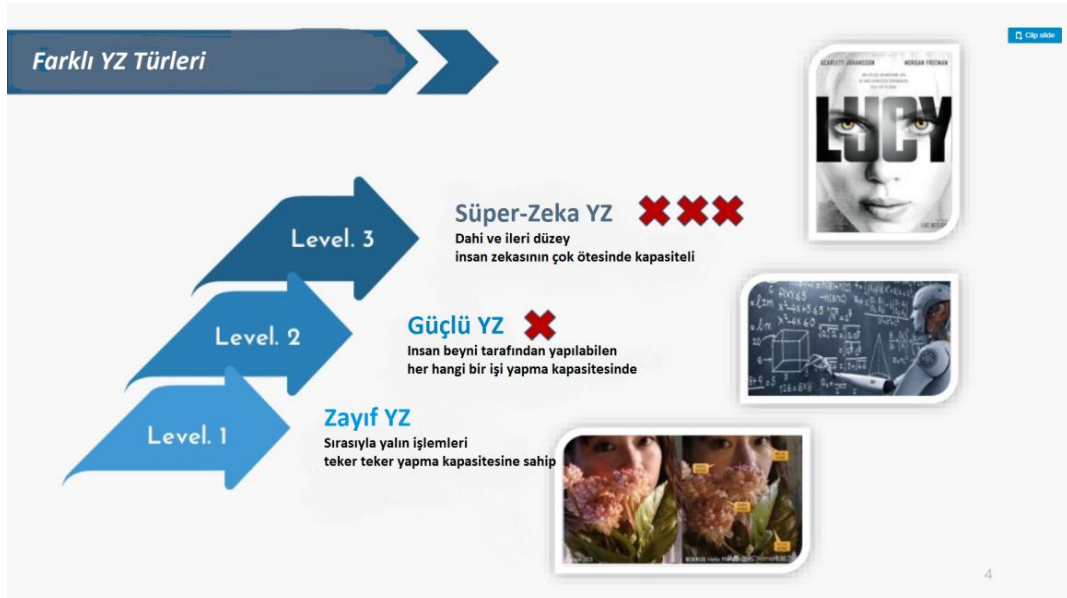 Farklı YZ Türleri
Clip slide
SCARLETT JOHANSSON MORGAN FREEMAN
LUCY
Level. 3
Süper-Zeka YZ
Dahi ve ileri düzey
insan zekasının çok ötesinde kapasiteli
Level. 2
Güçlü YZ
Insan beyni tarafından yapılabilen
her hangi bir işi yapma kapasitesinde
Level. 1
Zayıf YZ
Sırasıyla yalın işlemleri
teker teker yapma kapasitesine sahip
4